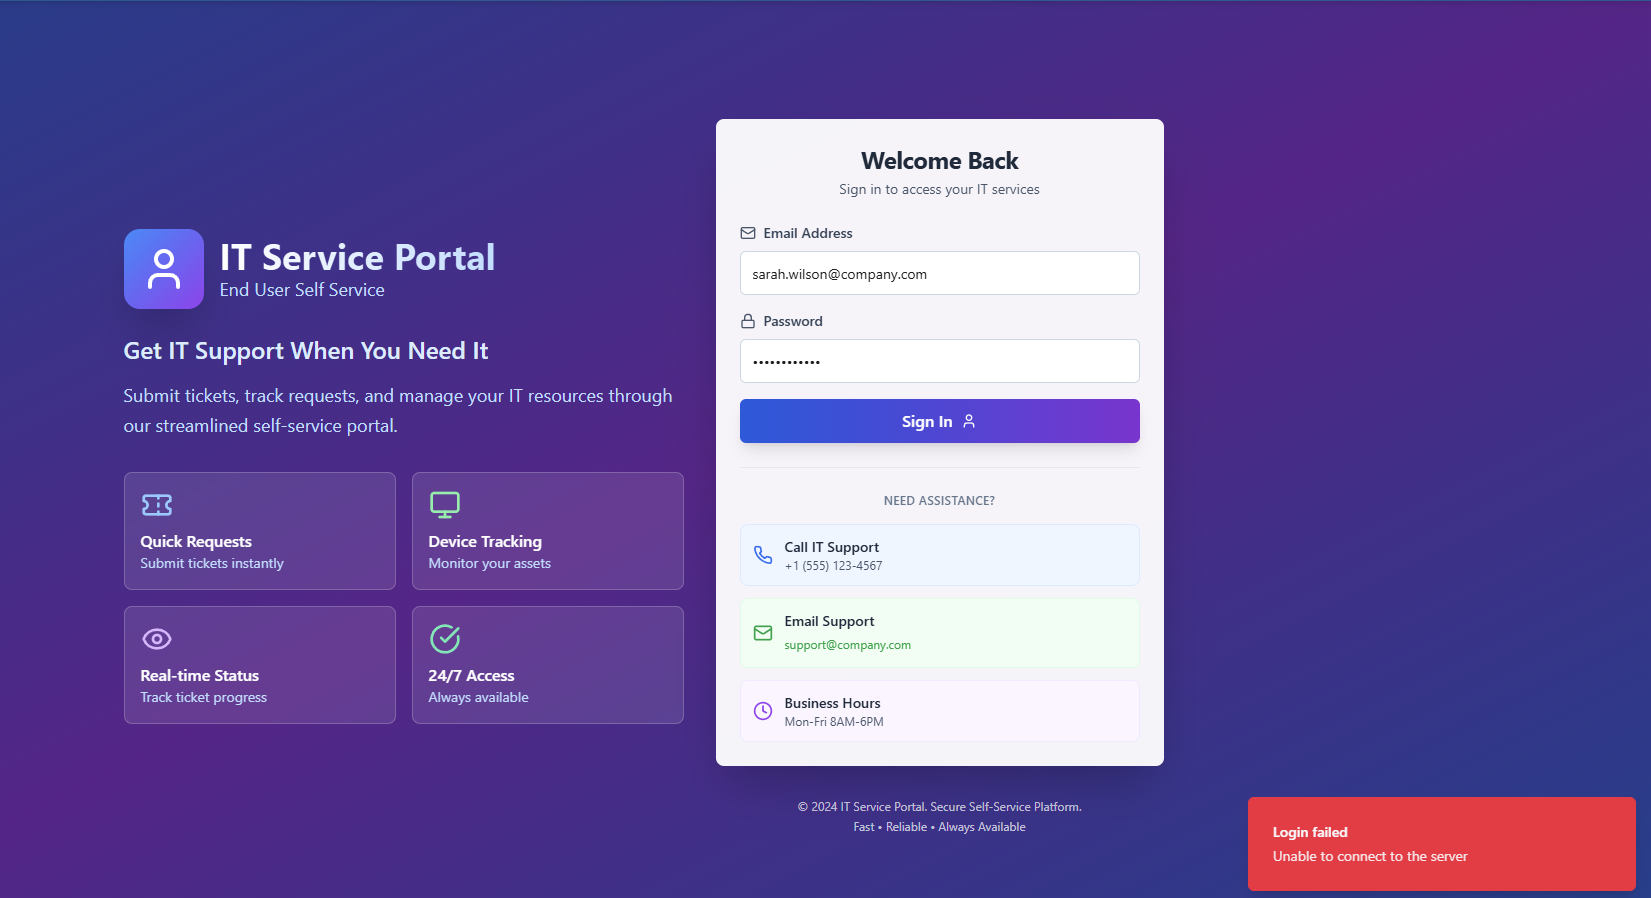 IT Service Portal
End User Self Service
Get IT Support When You Need It
Submit tickets, track requests, and manage your IT resources through
our streamlined self-service portal.
Quick Requests
Submit tickets instantly
Device Tracking
Monitor your assets
Real-time Status
Track ticket progress
24/7 Access
Always available
Welcome Back
Sign in to access your IT services
Email Address
sarah.wilson@company.com
Password
••••••••••••
Sign In
NEED ASSISTANCE?
Call IT Support
+1 (555) 123-4567
Email Support
support@company.com
Business Hours
Mon-Fri 8AM-6PM
© 2024 IT Service Portal. Secure Self-Service Platform.
Fast • Reliable • Always Available
Login failed
Unable to connect to the server